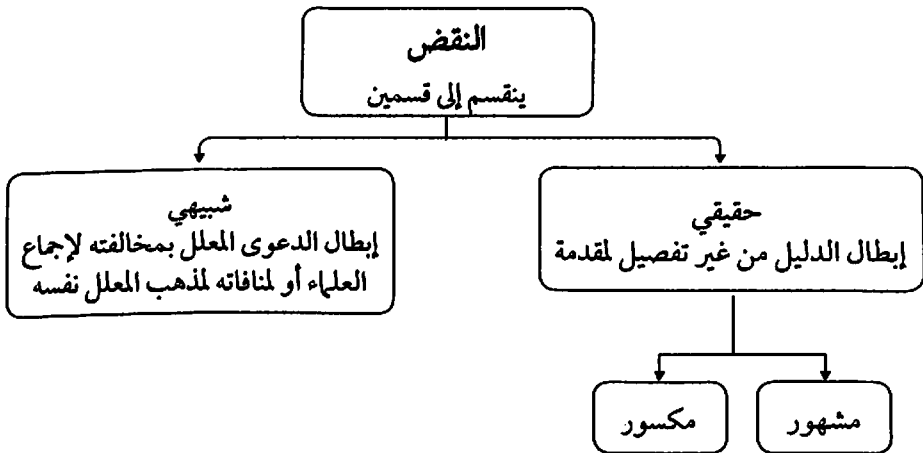 النقض
ينقسم إلى قسمين
حقيقي
إبطال الدليل من غير تفصيل لمقدمة
شبيهي
إبطال الدعوى المعلل بمخالفته لإجماع
العلماء أو لمنافاته لمذهب المعلل نفسه
مشهور
مكسور